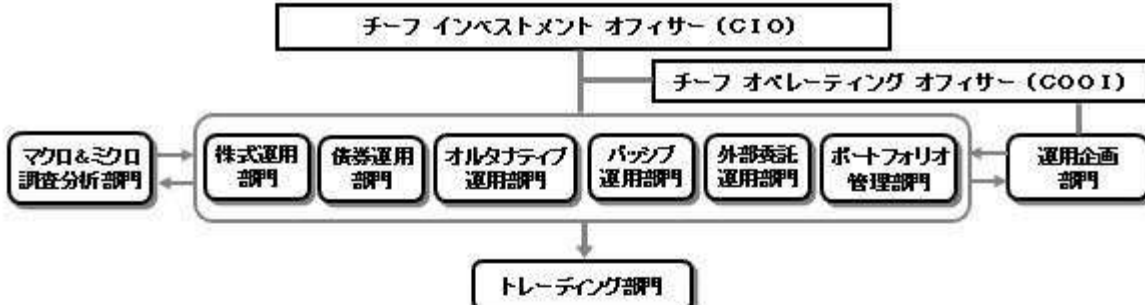 チーフ インベストメント オフィサー (CIO)
チーフ オペレーティング オフィサー (COOI)
マクロ&ミクロ
調査分析部門
株式運用
部門
債券運用
部門
オルタナティブ
運用部門
パッシブ
運用部門
外部委託
運用部門
ポートフォリオ
管理部門
運用企画
部門
トレーディング部門